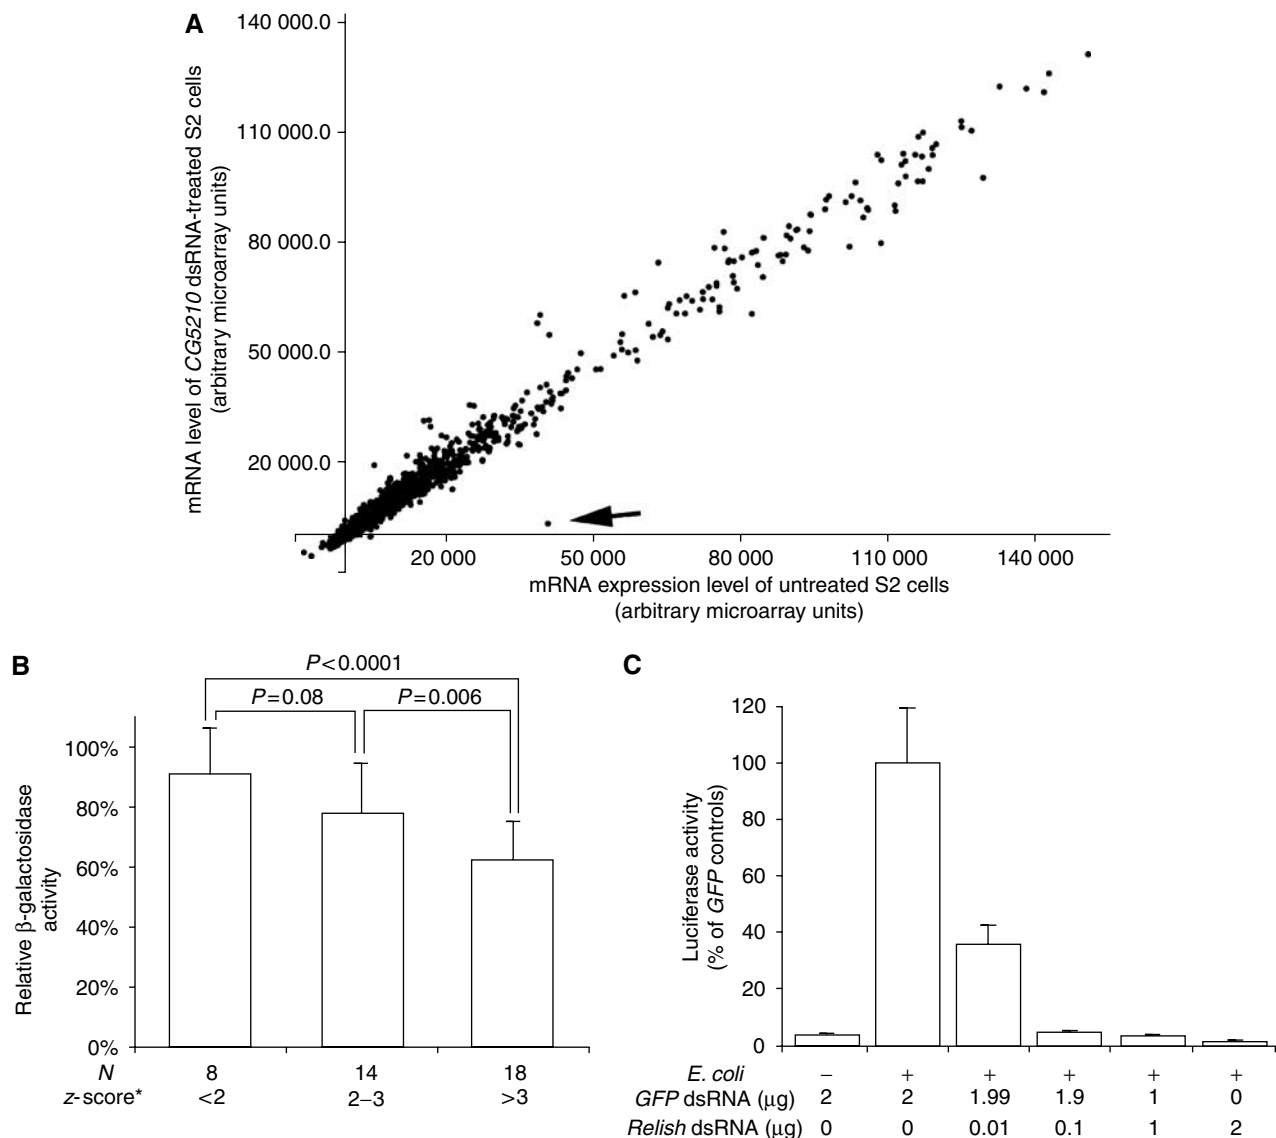 A
mRNA level of CG5210 dsRNA-treated S2 cells
(arbitrary microarray units)
140 000.0
110 000.0
80 000.0
50 000.0
20 000.0
20 000 50 000 80 000 110 000 140 000
mRNA expression level of untreated S2 cells
(arbitrary microarray units)
B
P<0.0001
P=0.08 P=0.006
Relative β-galactosidase
activity
100%
80%
60%
40%
20%
0%
N 8 14 18
z-score* <2 2–3 >3
C
Luciferase activity
(% of GFP controls)
120
100
80
60
40
20
0
E. coli – + + + + +
GFP dsRNA (μg) 2 2 1.99 1.9 1 0
Relish dsRNA (μg) 0 0 0.01 0.1 1 2